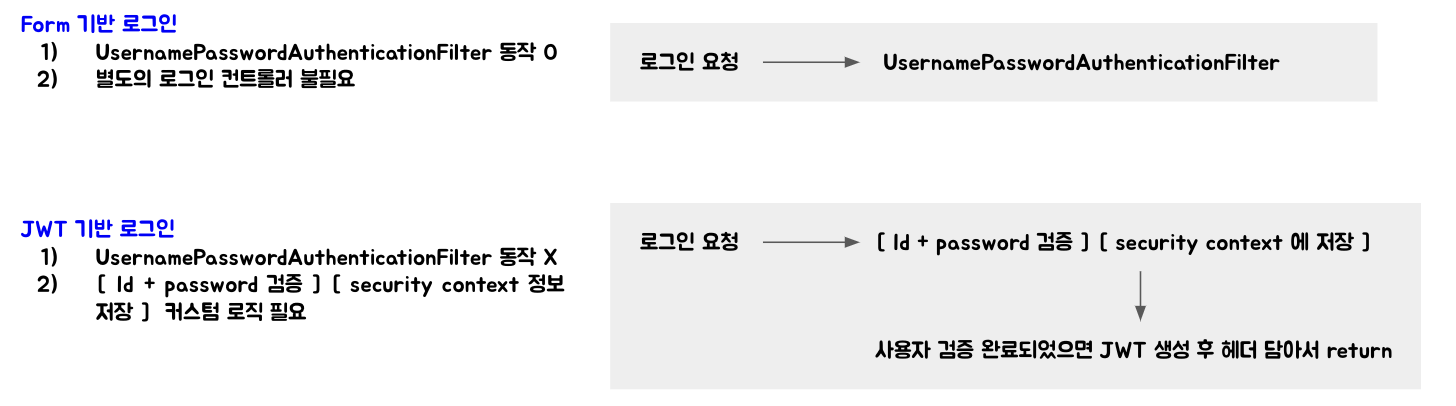 Form 기반 로그인
1) UsernamePasswordAuthenticationFilter 동작 O
2) 별도의 로그인 컨트롤러 불필요
로그인 요청
UsernamePasswordAuthenticationFilter
JWT 기반 로그인
1) UsernamePasswordAuthenticationFilter 동작 X
2) [ Id + password 검증 ] [ security context 정보
저장 ] 커스텀 로직 필요
로그인 요청
[ Id + password 검증 ] [ security context 에 저장 ]
사용자 검증 완료되었으면 JWT 생성 후 헤더 담아서 return